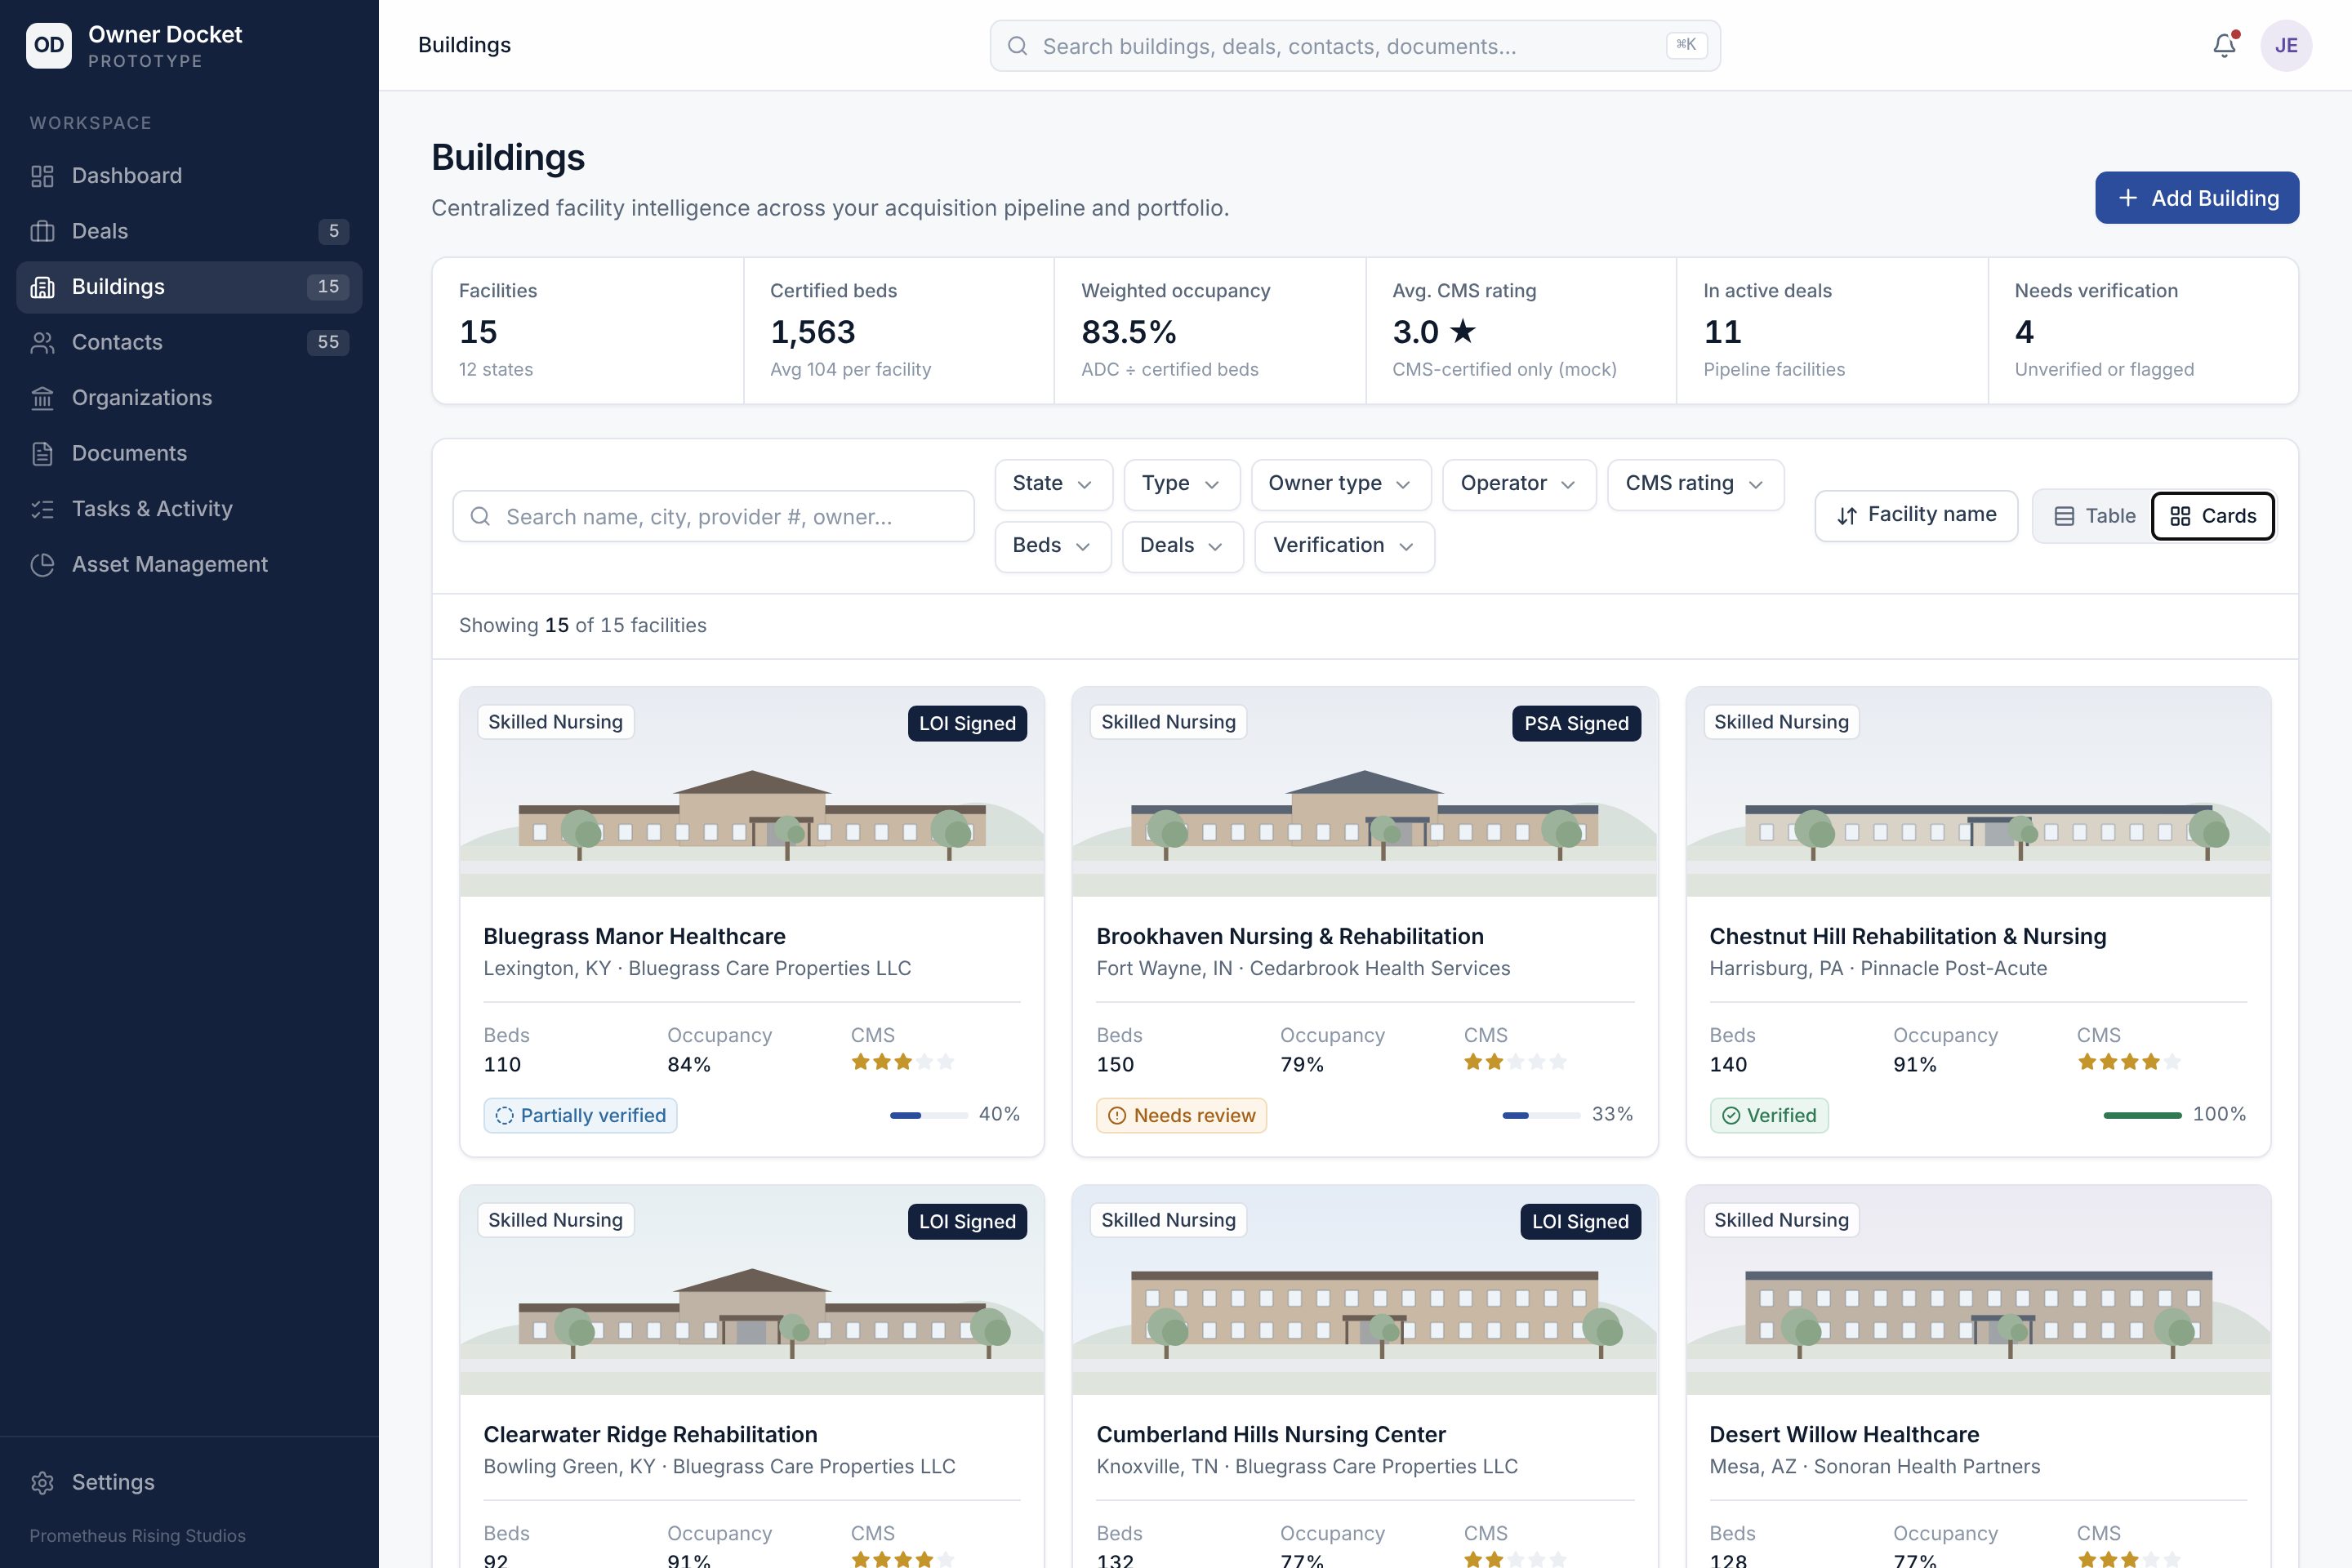 OD
Owner Docket
PROTOTYPE
WORKSPACE
Dashboard
Deals 5
Buildings 15
Contacts 55
Organizations
Documents
Tasks & Activity
Asset Management
Settings
Prometheus Rising Studios
Buildings
Search buildings, deals, contacts, documents...
⌘K
JE
Buildings
Centralized facility intelligence across your acquisition pipeline and portfolio.
Add Building
Facilities
15
12 states
Certified beds
1,563
Avg 104 per facility
Weighted occupancy
83.5%
ADC ÷ certified beds
Avg. CMS rating
3.0 ★
CMS-certified only (mock)
In active deals
11
Pipeline facilities
Needs verification
4
Unverified or flagged
Search name, city, provider #, owner...
State Type Owner type Operator CMS rating
Beds Deals Verification
Facility name
Table Cards
Showing 15 of 15 facilities
Skilled Nursing LOI Signed
Bluegrass Manor Healthcare
Lexington, KY · Bluegrass Care Properties LLC
Beds Occupancy CMS
110 84%
Partially verified 40%
Skilled Nursing PSA Signed
Brookhaven Nursing & Rehabilitation
Fort Wayne, IN · Cedarbrook Health Services
Beds Occupancy CMS
150 79%
Needs review 33%
Skilled Nursing
Chestnut Hill Rehabilitation & Nursing
Harrisburg, PA · Pinnacle Post-Acute
Beds Occupancy CMS
140 91%
Verified 100%
Skilled Nursing LOI Signed
Clearwater Ridge Rehabilitation
Bowling Green, KY · Bluegrass Care Properties LLC
Beds Occupancy CMS
92 91%
Skilled Nursing LOI Signed
Cumberland Hills Nursing Center
Knoxville, TN · Bluegrass Care Properties LLC
Beds Occupancy CMS
132 77%
Skilled Nursing
Desert Willow Healthcare
Mesa, AZ · Sonoran Health Partners
Beds Occupancy CMS
128 77%